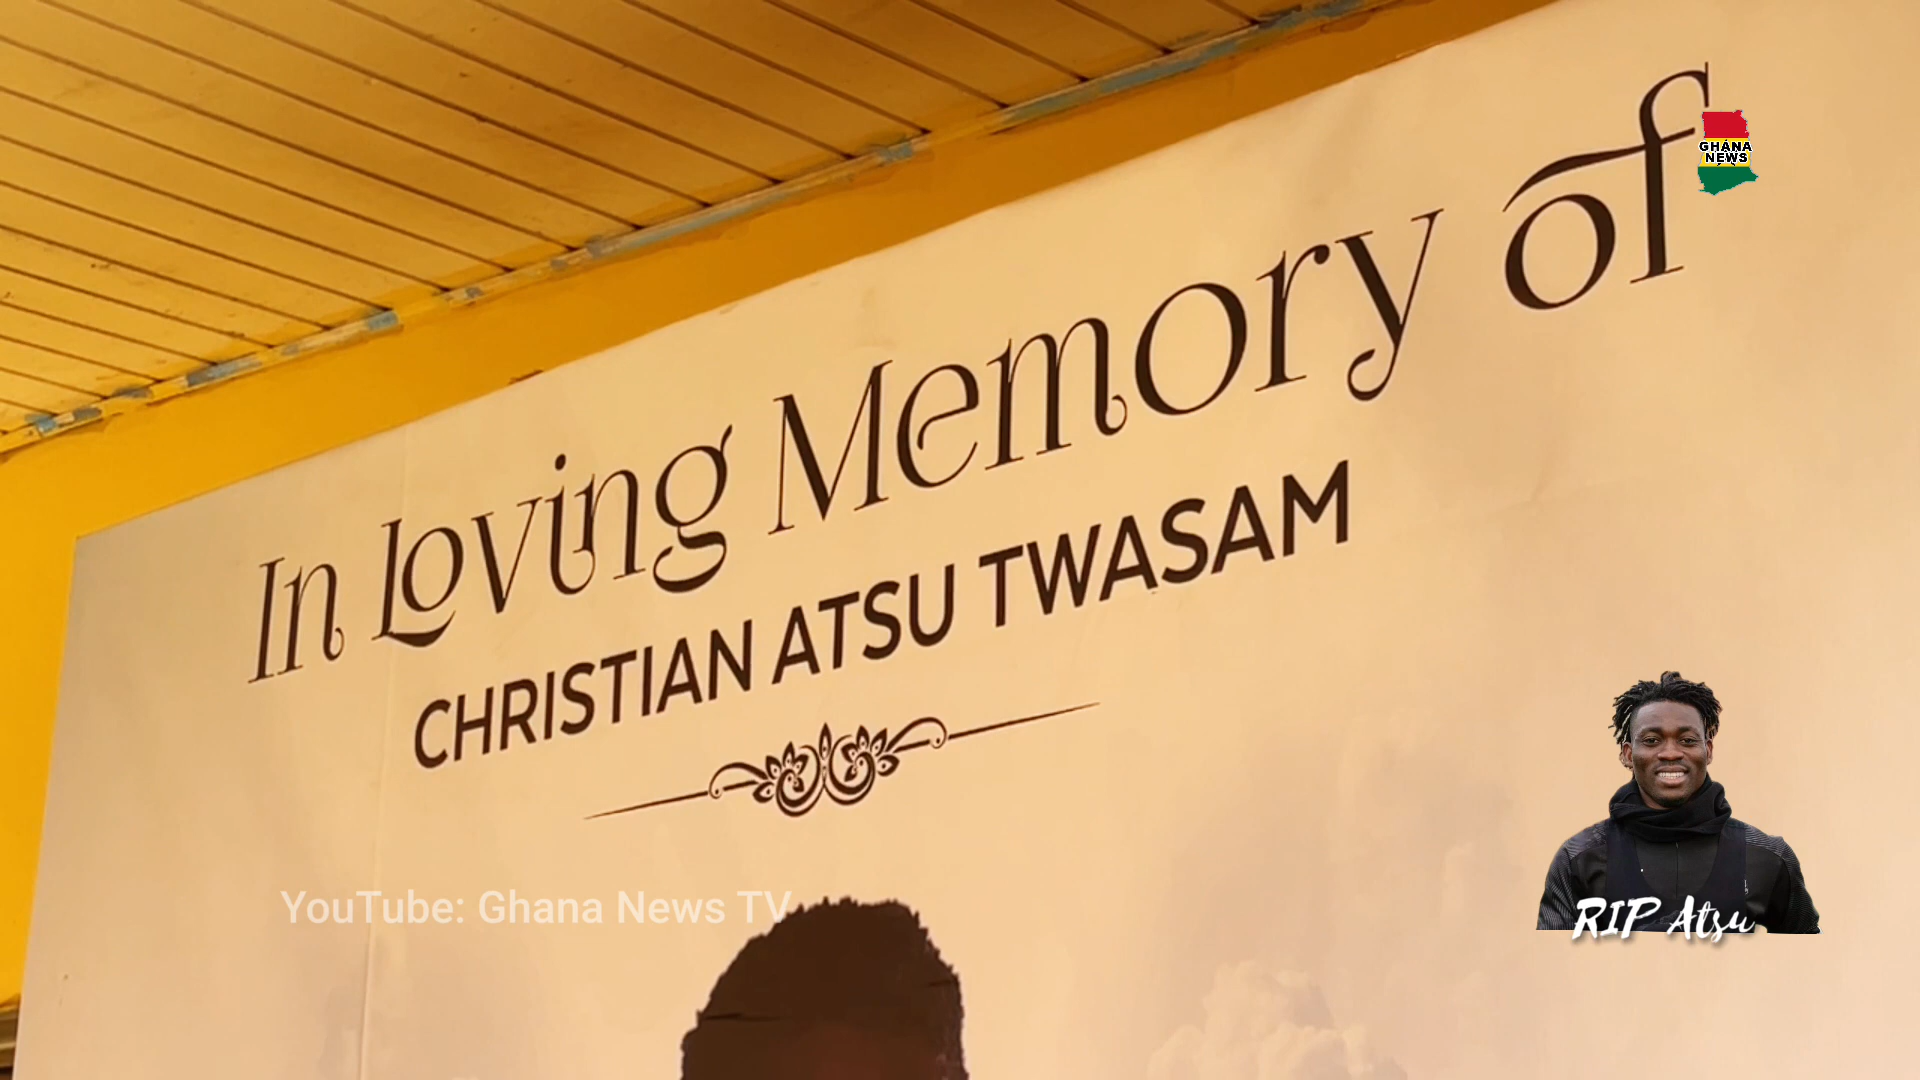 In Loving Memory of
CHRISTIAN ATSU TWASAM
GHANA
NEWS
YouTube: Ghana News TV
RIP Atsu